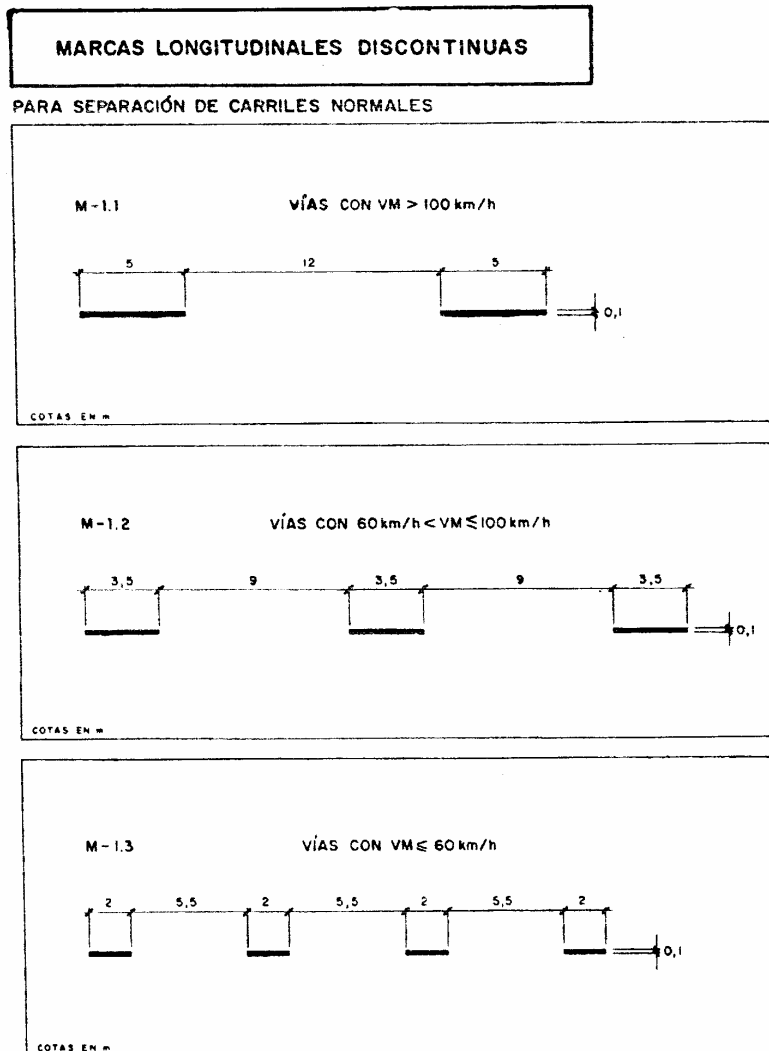 MARCAS LONGITUDINALES DISCONTINUAS
PARA SEPARACIÓN DE CARRILES NORMALES
M-1.1 VÍAS CON VM > 100 km/h
5 12 5
0,1
COTAS EN m
M-1.2 VÍAS CON 60 km/h < VM ≤ 100 km/h
3,5 9 3,5 9 3,5
0,1
COTAS EN m
M-1.3 VÍAS CON VM ≤ 60 km/h
2 5,5 2 5,5 2 5,5 2
0,1
COTAS EN m